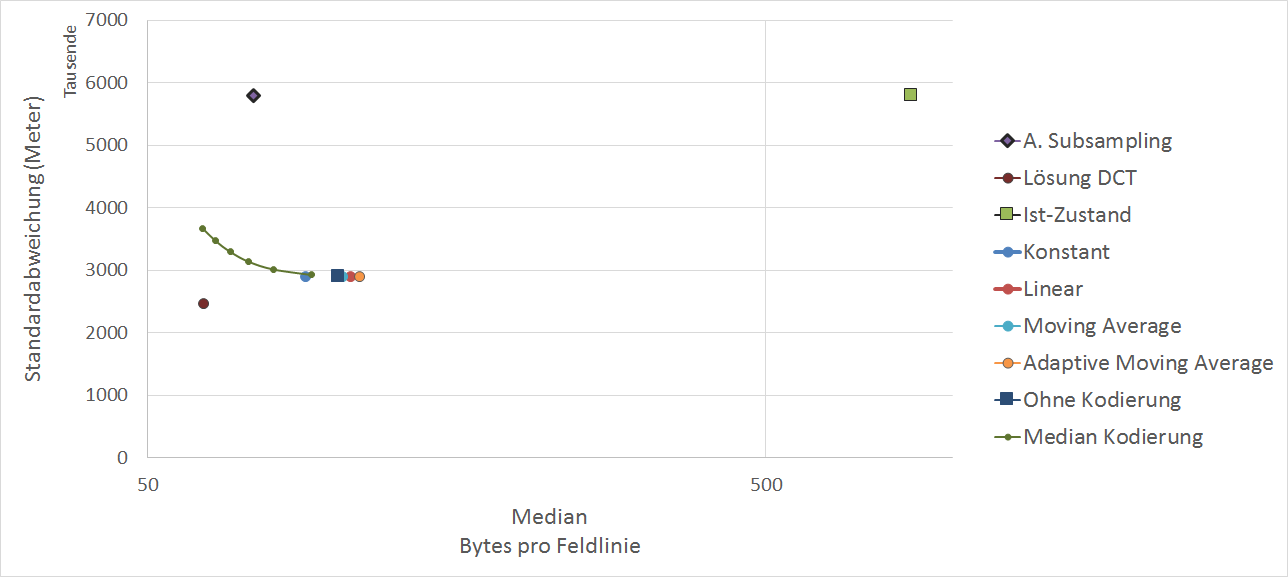 7000
6000
5000
4000
3000
2000
1000
0
Tausende
Standardabweichung (Meter)
50
500
Median
Bytes pro Feldlinie
A. Subsampling
Lösung DCT
Ist-Zustand
Konstant
Linear
Moving Average
Adaptive Moving Average
Ohne Kodierung
Median Kodierung